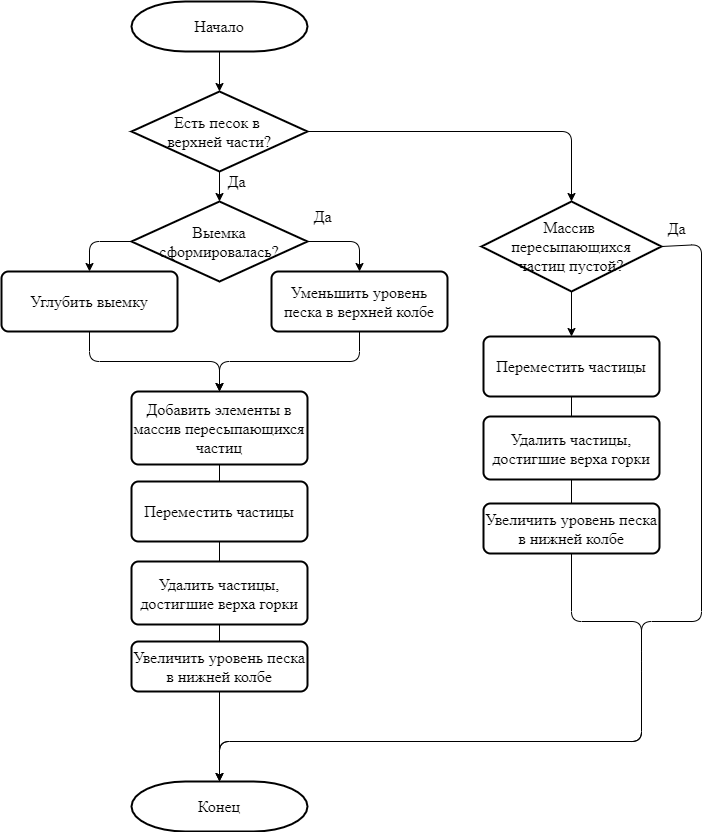 Начало
Есть песок в
верхней части?
Да
Выемка
сформировалась?
Да
Массив
пересыпающихся
частиц пустой?
Да
Углубить выемку
Уменьшить уровень
песка в верхней колбе
Переместить частицы
Добавить элементы в
массив пересыпающихся
частиц
Удалить частицы,
достигшие верха горки
Переместить частицы
Увеличить уровень песка
в нижней колбе
Удалить частицы,
достигшие верха горки
Увеличить уровень песка
в нижней колбе
Конец